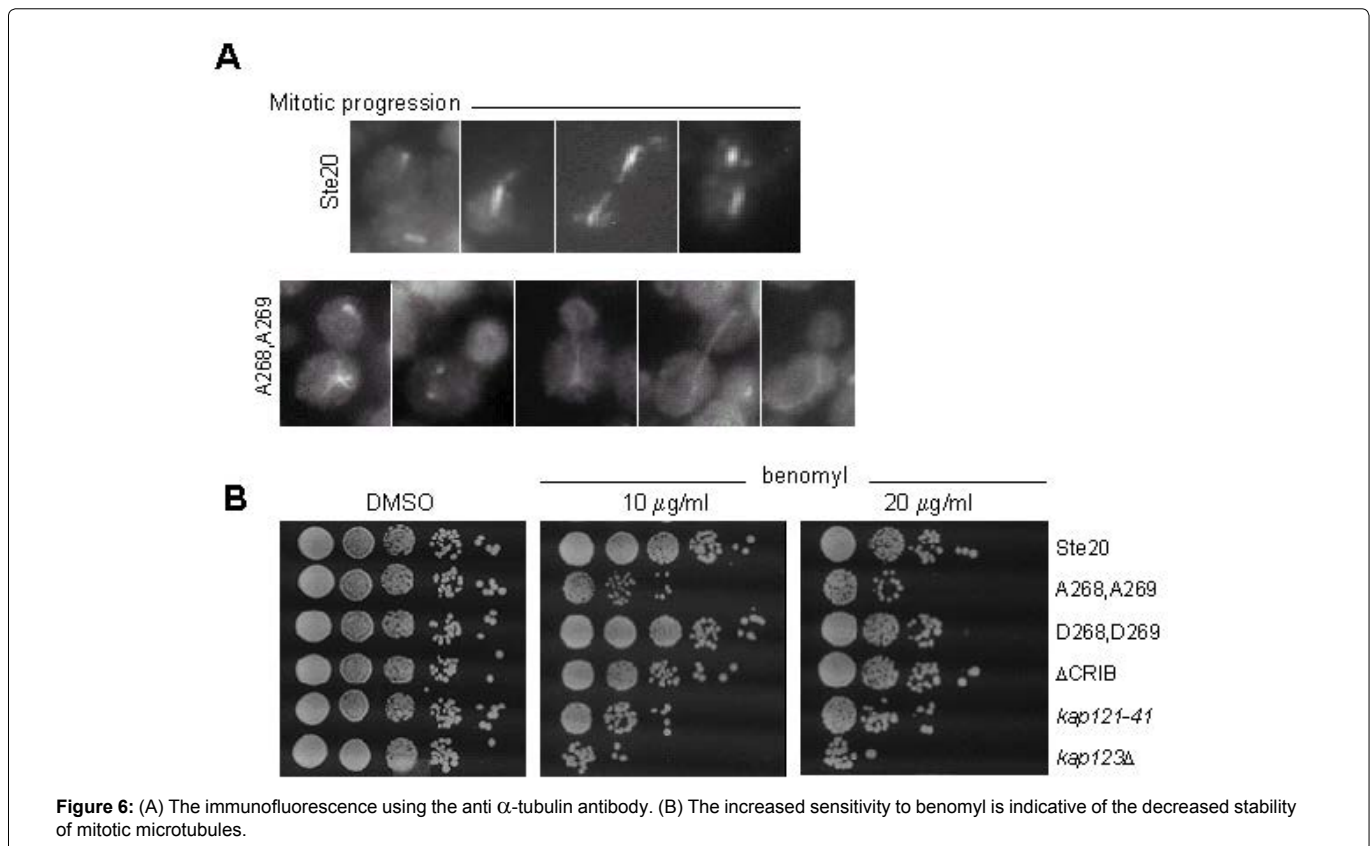 A
Mitotic progression
Ste20
A268,A269
B
benomyl
DMSO
10 µg/ml
20 µg/ml
Ste20
A268,A269
D268,D269
ΔCRIB
kap121-41
kap123Δ
Figure 6: (A) The immunofluorescence using the anti α-tubulin antibody. (B) The increased sensitivity to benomyl is indicative of the decreased stability
of mitotic microtubules.